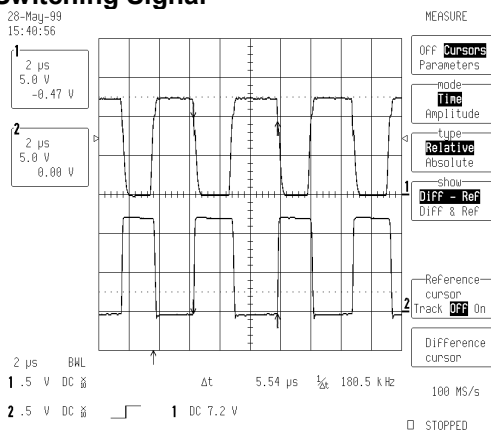 Switching Signal
28-May-99
15:40:56
1
2 µs
5.0 V
-0.47 V
2
2 µs
5.0 V
0.00 V
MEASURE
Off Cursors
Parameters
mode
Time
Amplitude
type
Relative
Absolute
show
Diff - Ref
Diff & Ref
1
Reference
cursor
Track Off On
2
Difference
cursor
2 µs BWL
1 .5 V DC
2 .5 V DC
Δt 5.54 µs 1/Δt 180.5 kHz
1 DC 7.2 V
100 MS/s
STOPPED